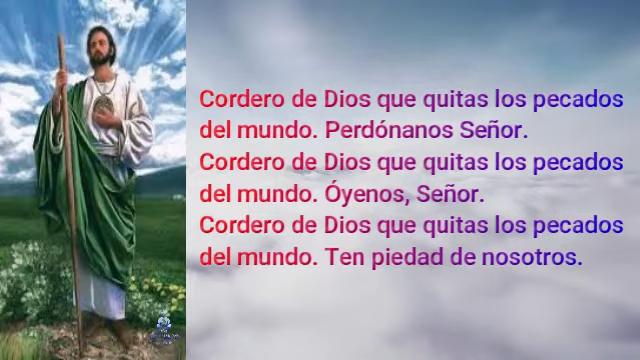 Cordero de Dios que quitas los pecados
del mundo. Perdónanos Señor.
Cordero de Dios que quitas los pecados
del mundo. Óyenos, Señor.
Cordero de Dios que quitas los pecados
del mundo. Ten piedad de nosotros.